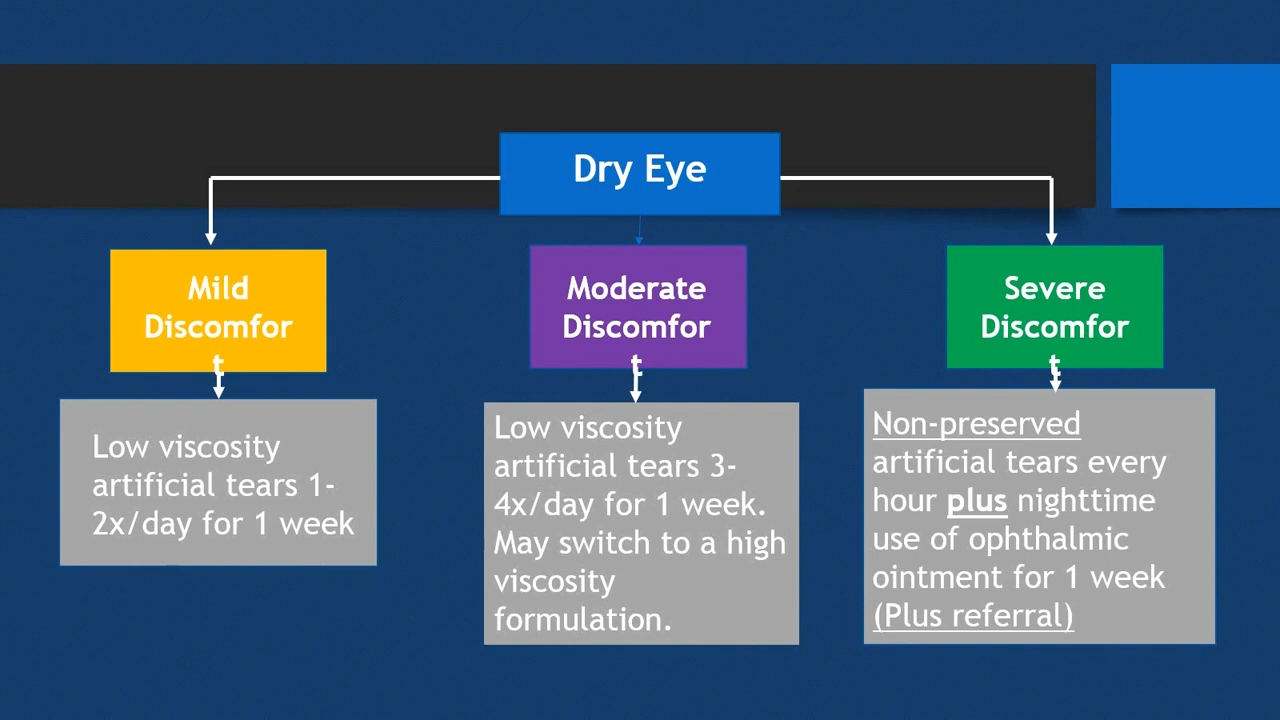 Dry Eye
Mild
Discomfor
t
Low viscosity
artificial tears 1-
2x/day for 1 week
Moderate
Discomfor
t
Low viscosity
artificial tears 3-
4x/day for 1 week.
May switch to a high
viscosity
formulation.
Severe
Discomfor
t
Non-preserved
artificial tears every
hour plus nighttime
use of ophthalmic
ointment for 1 week
(Plus referral)